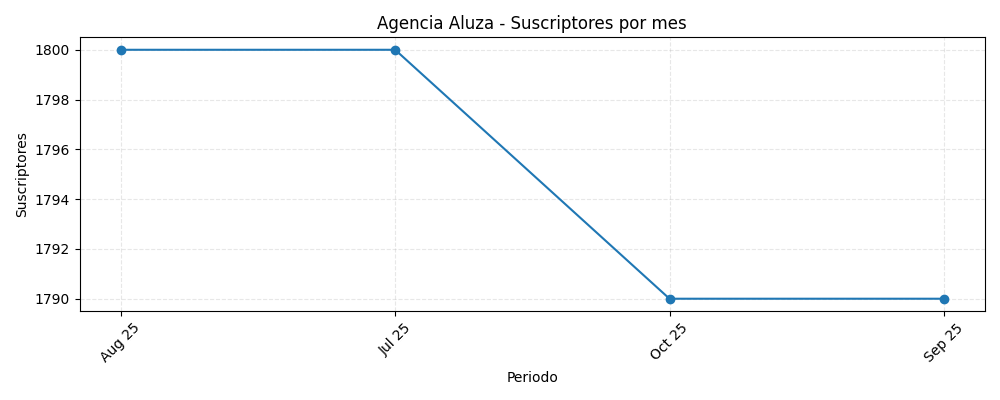 Agencia Aluza - Suscriptores por mes
Suscriptores
1800
1798
1796
1794
1792
1790
Aug 25
Jul 25
Oct 25
Sep 25
Periodo